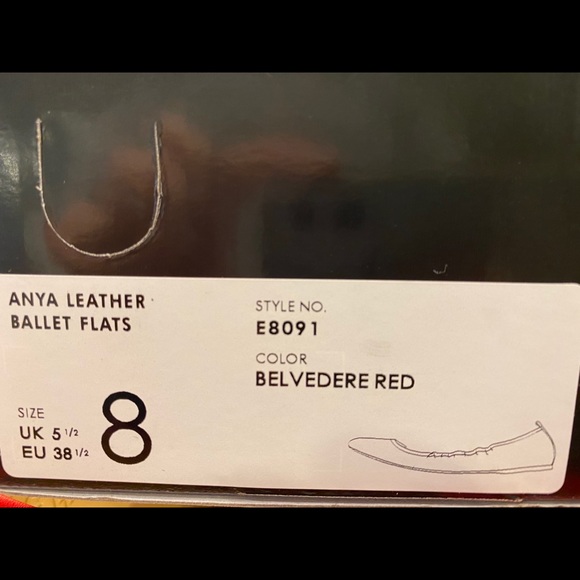 ANYA LEATHER
BALLET FLATS
STYLE NO.
E8091
COLOR
BELVEDERE RED
SIZE
UK 5 1/2
EU 38 1/2
8